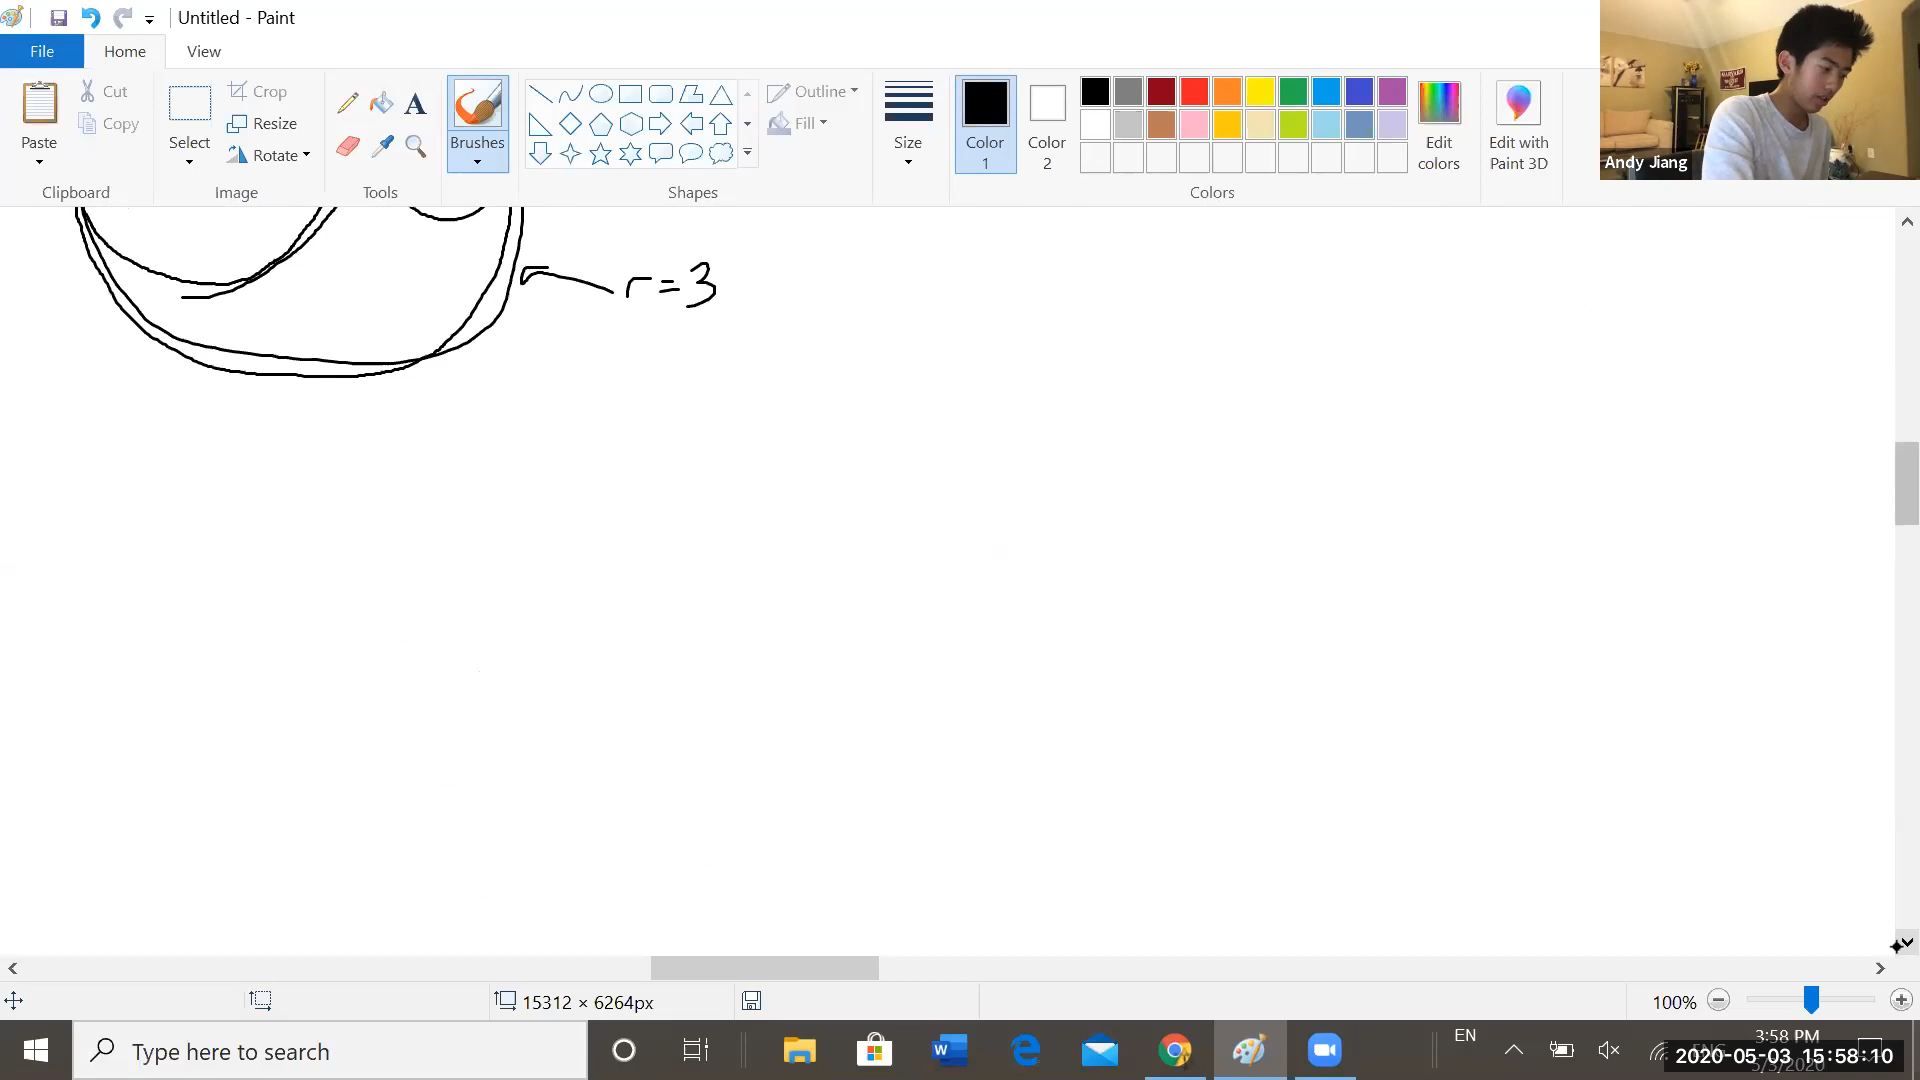 Untitled - Paint
File
Home
View
Paste
Cut
Copy
Clipboard
Select
Crop
Resize
Rotate
Image
Tools
Brushes
Shapes
Outline
Fill
Size
Color 1
Color 2
Colors
Edit colors
Edit with Paint 3D
HARVARD
Andy Jiang
r=3
15312 × 6264px
100%
Type here to search
EN
3:58 PM
2020-05-03 15:58:10